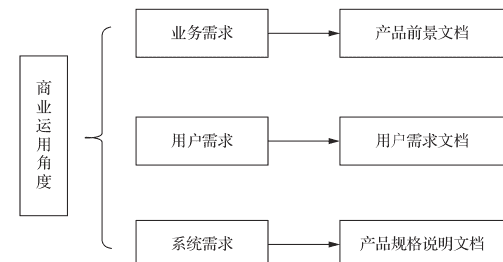 商业运用角度
业务需求
产品前景文档
用户需求
用户需求文档
系统需求
产品规格说明文档